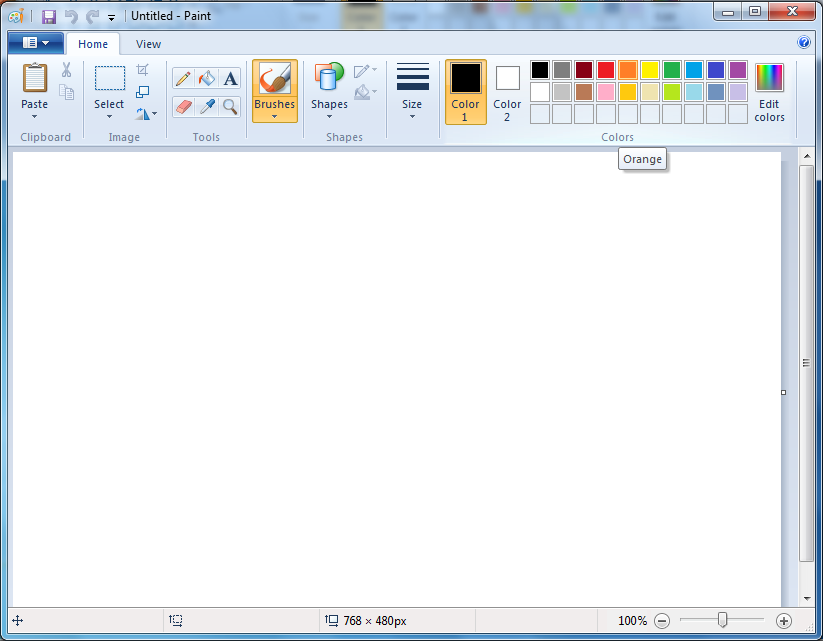 Untitled - Paint
Home View
Paste
Select
A
Brushes
Shapes
Size
Color
1
Color
2
Edit
colors
Clipboard Image Tools Shapes Colors
Orange
768 × 480px
100%